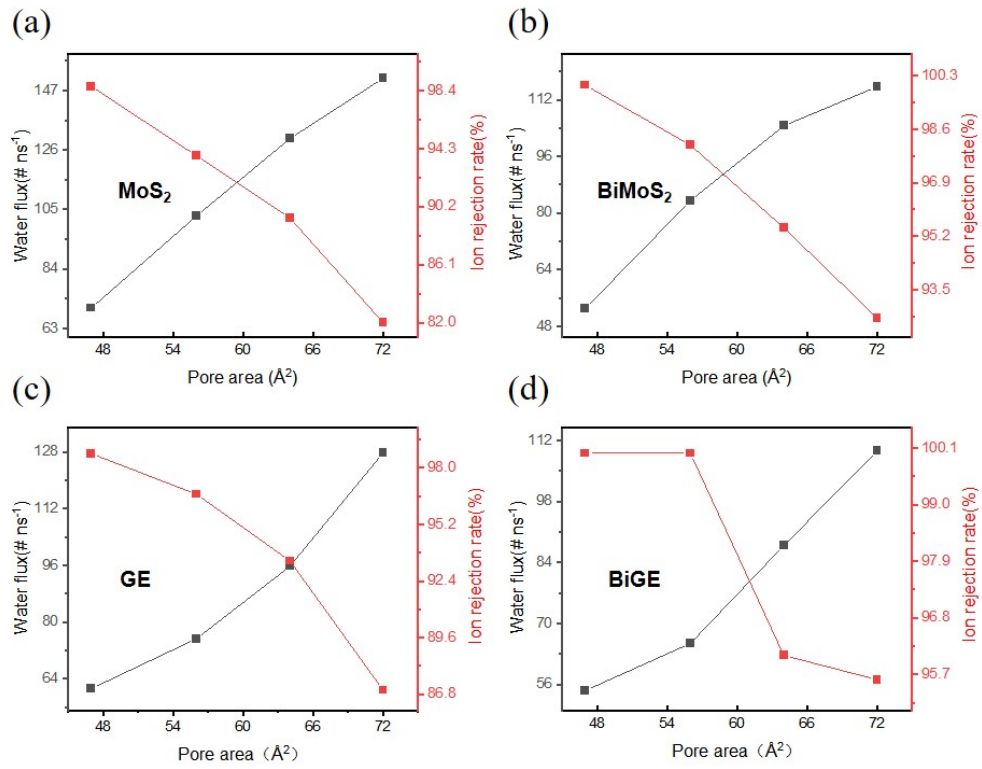 (a)
Water flux(# ns⁻¹)
147
126
105
84
63
MoS₂
98.4
94.3
90.2
86.1
82.0
Ion rejection rate(%)
48 54 60 66 72
Pore area (Å²)
(b)
Water flux(# ns⁻¹)
112
96
80
64
48
BiMoS₂
100.3
98.6
96.9
95.2
93.5
Ion rejection rate(%)
48 54 60 66 72
Pore area (Å²)
(c)
Water flux(# ns⁻¹)
128
112
96
80
64
GE
98.0
95.2
92.4
89.6
86.8
Ion rejection rate(%)
48 54 60 66 72
Pore area（Å²）
(d)
Water flux(# ns⁻¹)
112
98
84
70
56
BiGE
100.1
99.0
97.9
96.8
95.7
Ion rejection rate(%)
48 54 60 66 72
Pore area（Å²）